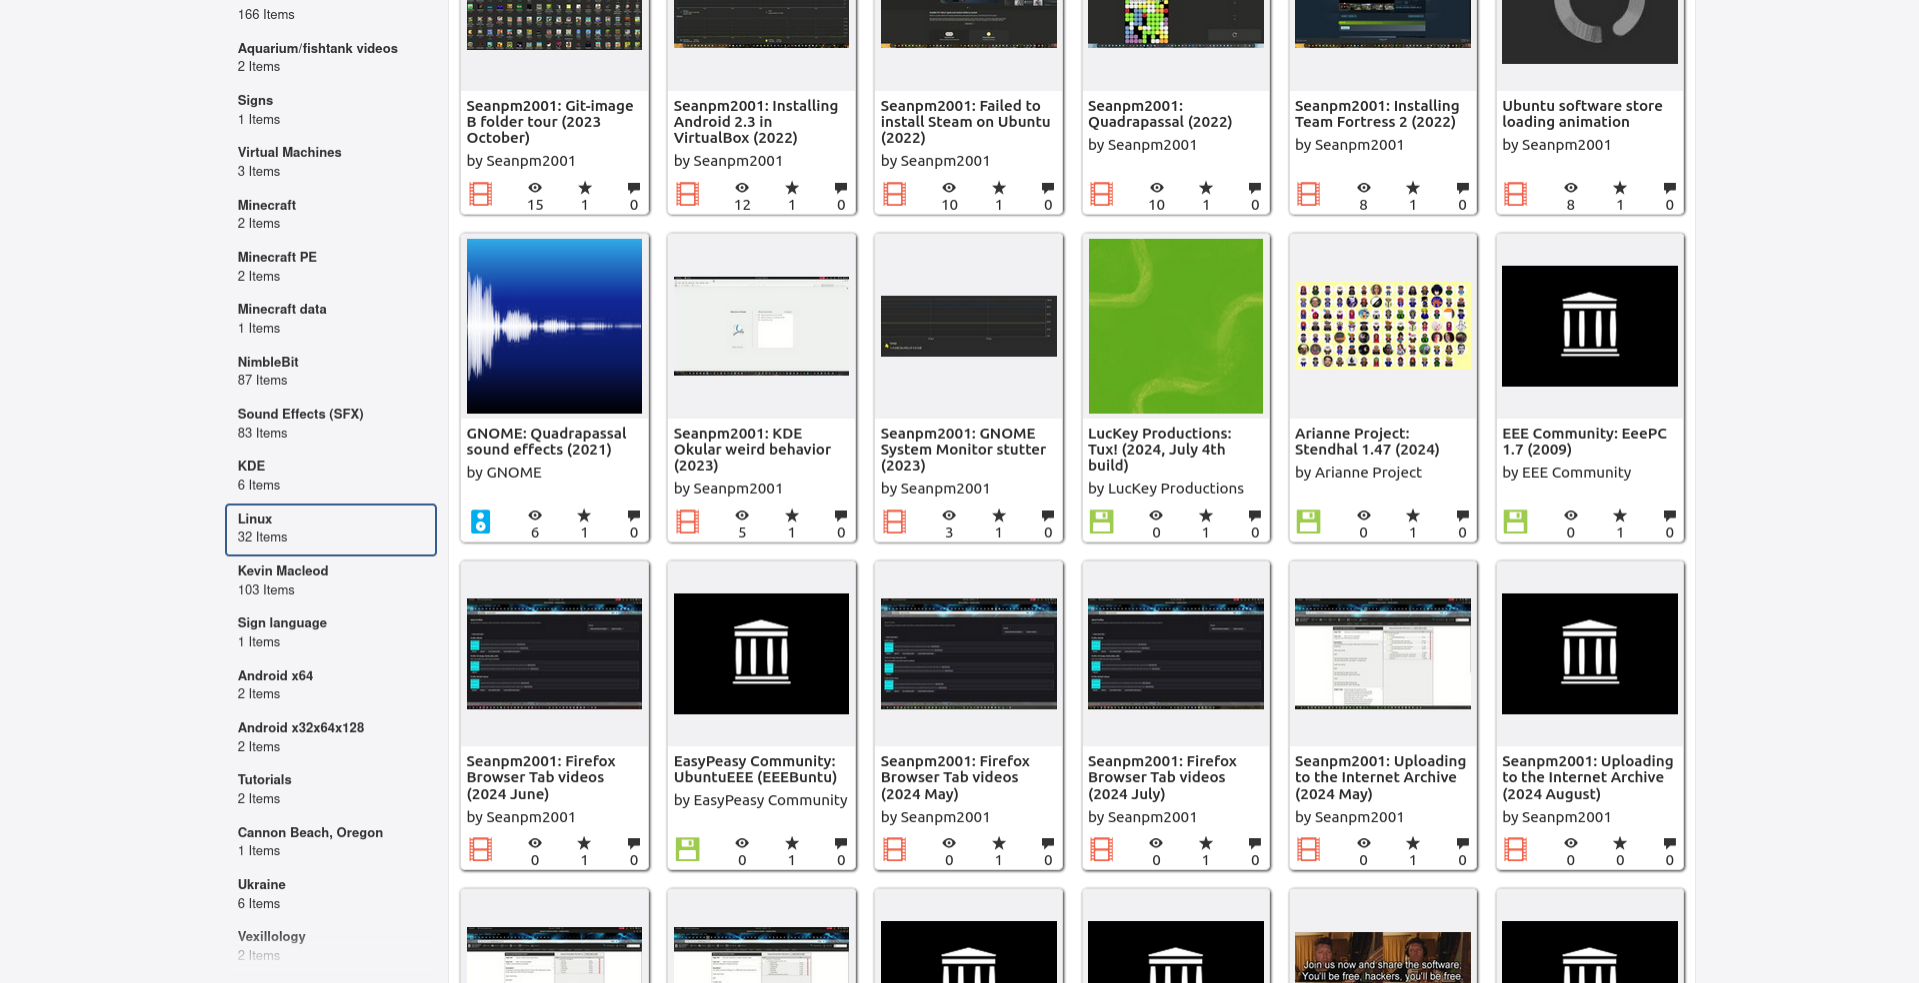 166 Items
Aquarium/fishtank videos
2 Items
Signs
1 Items
Virtual Machines
3 Items
Minecraft
2 Items
Minecraft PE
2 Items
Minecraft data
1 Items
NimbleBit
87 Items
Sound Effects (SFX)
83 Items
KDE
6 Items
Linux
32 Items
Kevin Macleod
103 Items
Sign language
1 Items
Android x64
2 Items
Android x32x64x128
2 Items
Tutorials
2 Items
Cannon Beach, Oregon
1 Items
Ukraine
6 Items
Vexillology
2 Items
Seanpm2001: Git-image
B folder tour (2023
October)
by Seanpm2001
15 1 0
Seanpm2001: Installing
Android 2.3 in
VirtualBox (2022)
by Seanpm2001
12 1 0
Seanpm2001: Failed to
install Steam on Ubuntu
(2022)
by Seanpm2001
10 1 0
Seanpm2001:
Quadrapassal (2022)
by Seanpm2001
10 1 0
Seanpm2001: Installing
Team Fortress 2 (2022)
by Seanpm2001
8 1 0
Ubuntu software store
loading animation
by Seanpm2001
8 1 0
GNOME: Quadrapassal
sound effects (2021)
by GNOME
6 1 0
Seanpm2001: KDE
Okular weird behavior
(2023)
by Seanpm2001
5 1 0
Seanpm2001: GNOME
System Monitor stutter
(2023)
by Seanpm2001
3 1 0
LucKey Productions:
Tux! (2024, July 4th
build)
by LucKey Productions
0 1 0
Arianne Project:
Stendhal 1.47 (2024)
by Arianne Project
0 1 0
EEE Community: EeePC
1.7 (2009)
by EEE Community
0 1 0
Seanpm2001: Firefox
Browser Tab videos
(2024 June)
by Seanpm2001
0 1 0
EasyPeasy Community:
UbuntuEEE (EEEBuntu)
by EasyPeasy Community
0 1 0
Seanpm2001: Firefox
Browser Tab videos
(2024 May)
by Seanpm2001
0 1 0
Seanpm2001: Firefox
Browser Tab videos
(2024 July)
by Seanpm2001
0 1 0
Seanpm2001: Uploading
to the Internet Archive
(2024 May)
by Seanpm2001
0 1 0
Seanpm2001: Uploading
to the Internet Archive
(2024 August)
by Seanpm2001
0 0 0
Join us now and share the software,
You'll be free, hackers, you'll be free.